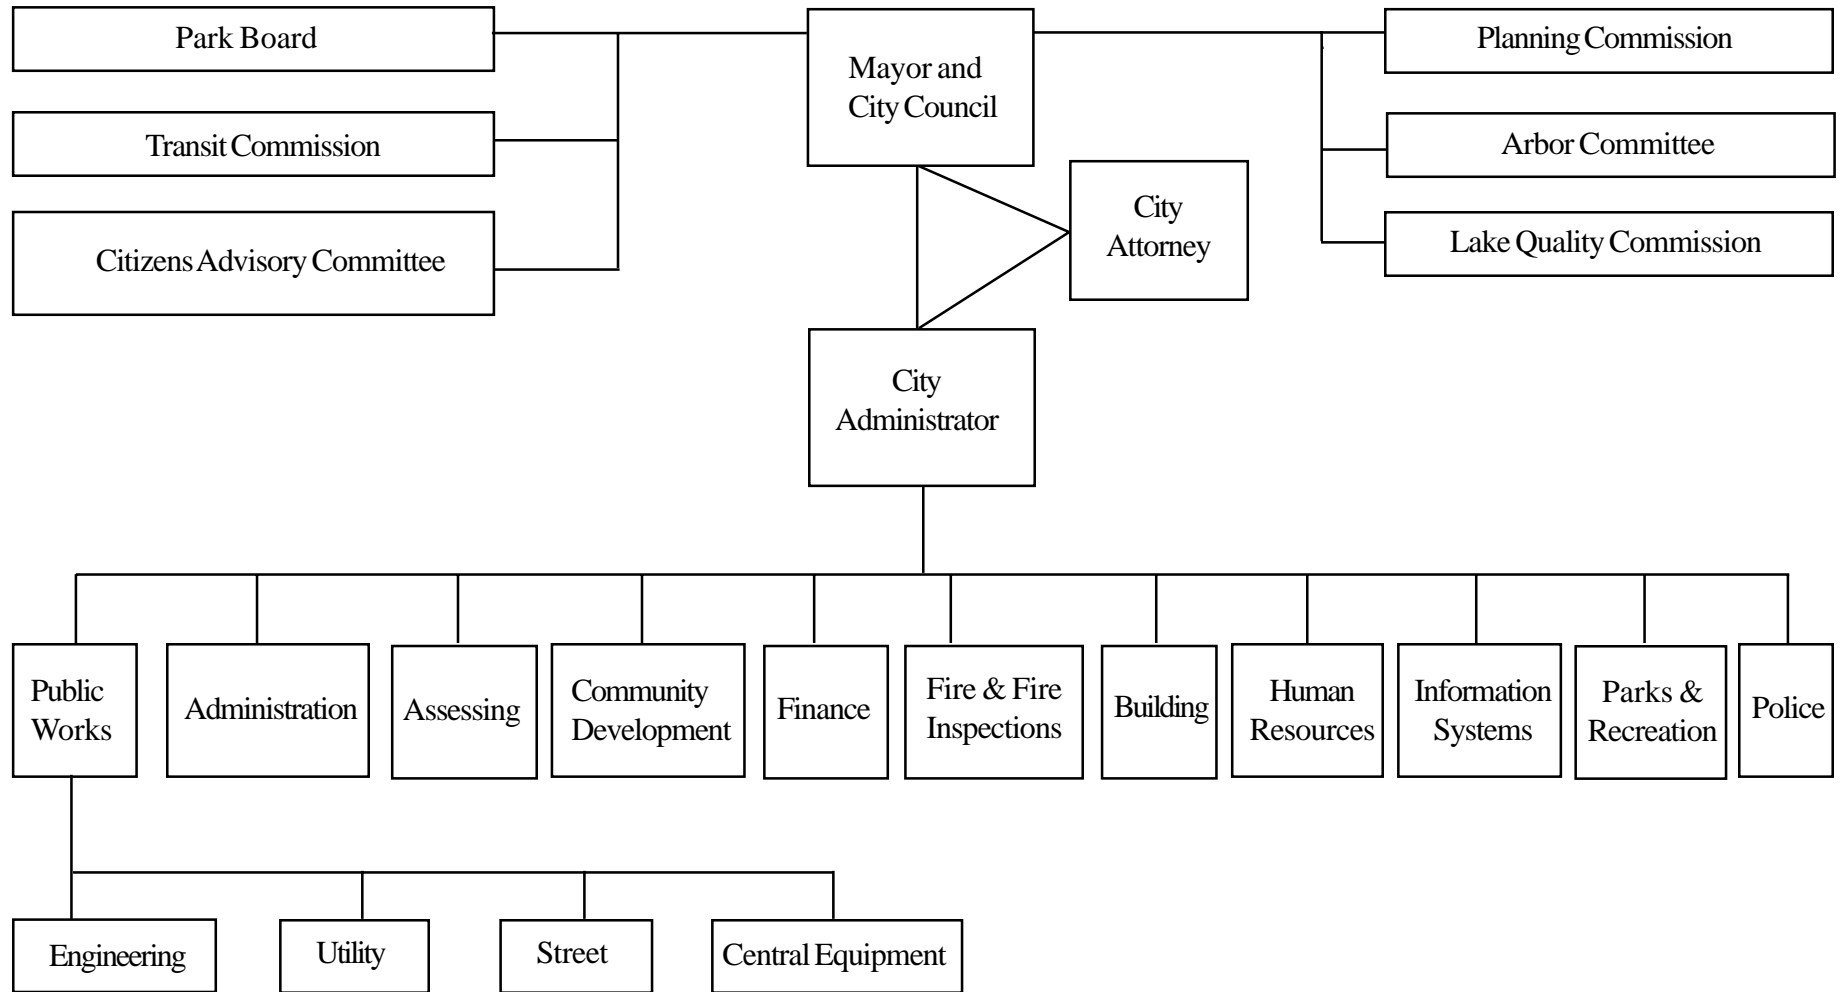 Park Board
Mayor and
City Council
Planning Commission
Transit Commission
Arbor Committee
Citizens Advisory Committee
City
Attorney
Lake Quality Commission
City
Administrator
Public
Works
Administration
Assessing
Community
Development
Finance
Fire & Fire
Inspections
Building
Human
Resources
Information
Systems
Parks &
Recreation
Police
Engineering
Utility
Street
Central Equipment